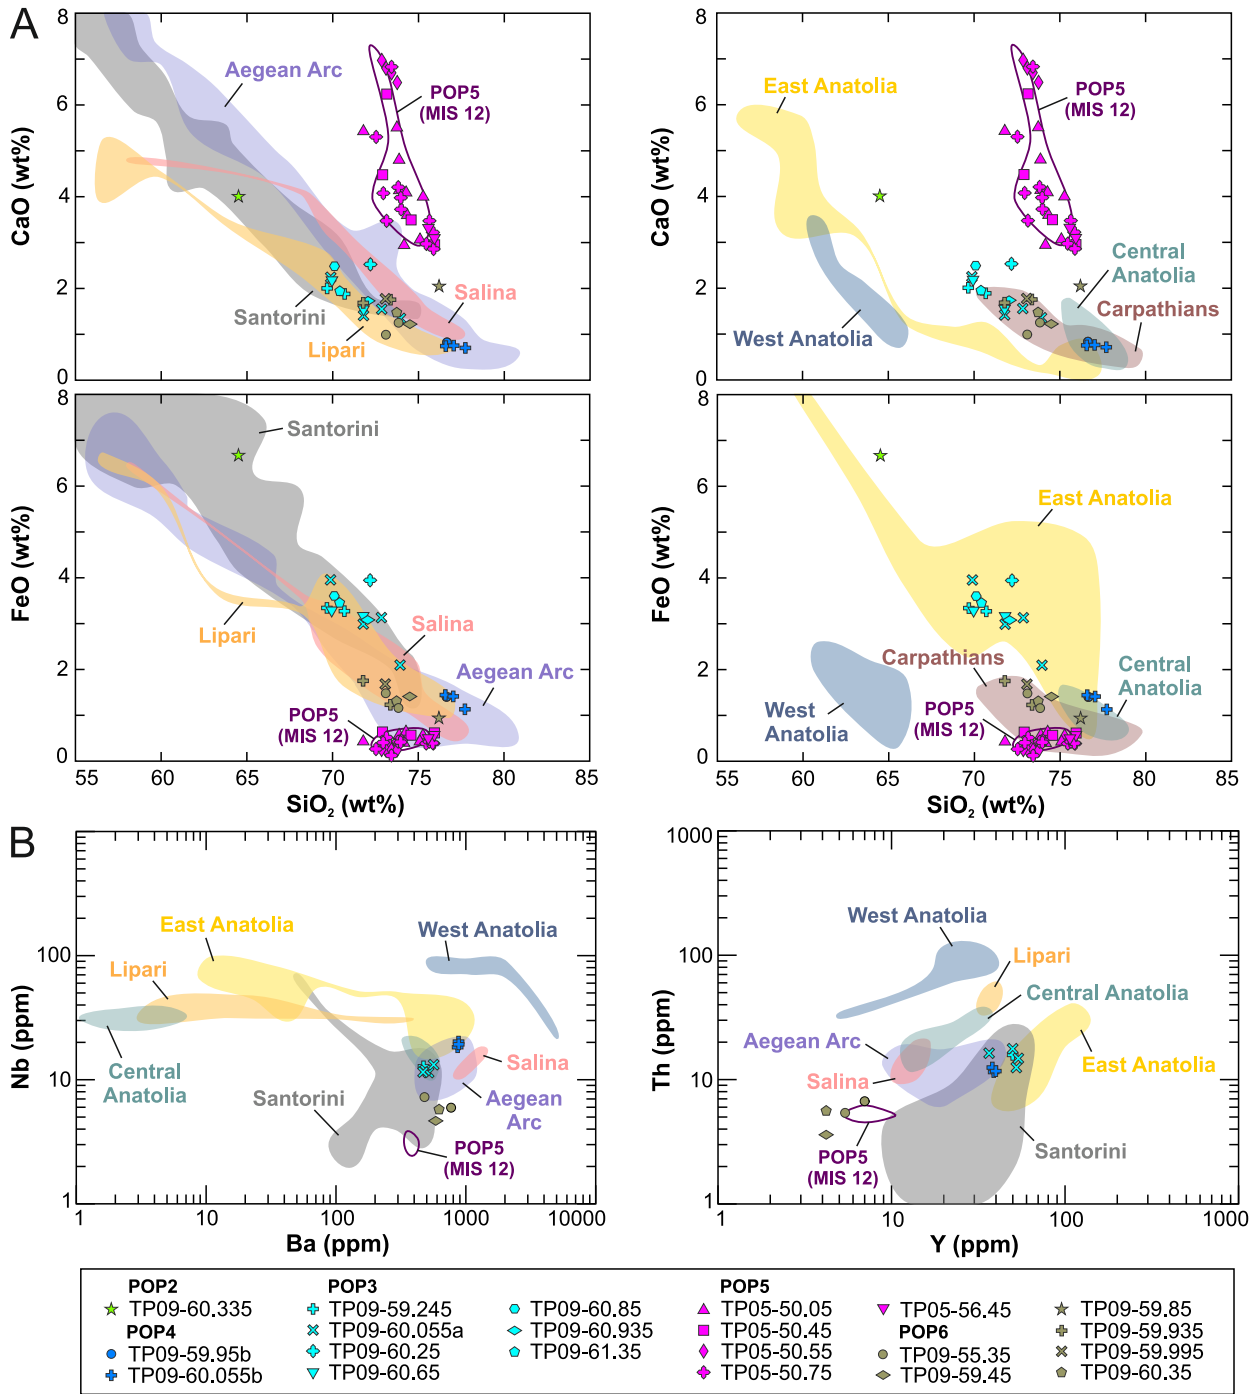 A
8
6
4
2
0
CaO (wt%)
Aegean Arc
POP5
(MIS 12)
Santorini
Lipari
Salina
8
6
4
2
0
CaO (wt%)
East Anatolia
POP5
(MIS 12)
West Anatolia
Central
Anatolia
Carpathians
8
6
4
2
0
FeO (wt%)
Santorini
Lipari
Salina
Aegean Arc
POP5
(MIS 12)
55
65
70
75
80
85
SiO2 (wt%)
8
6
4
2
0
FeO (wt%)
East Anatolia
Carpathians
Central
Anatolia
West
Anatolia
POP5
(MIS 12)
55
60
65
70
75
80
85
SiO2 (wt%)
B
100
10
1
Nb (ppm)
East Anatolia
West Anatolia
Lipari
Central
Anatolia
Santorini
Salina
Aegean
Arc
POP5
(MIS 12)
1
10
100
1000
10000
Ba (ppm)
1000
100
10
1
Th (ppm)
West Anatolia
Lipari
Central Anatolia
Aegean Arc
Salina
East Anatolia
POP5
(MIS 12)
Santorini
1
10
100
1000
Y (ppm)
POP2
TP09-60.335
POP4
TP09-59.95b
TP09-60.055b
POP3
TP09-59.245
TP09-60.055a
TP09-60.25
TP09-60.65
TP09-60.85
TP09-60.935
TP09-61.35
POP5
TP05-50.05
TP05-50.45
TP05-50.55
TP05-50.75
TP05-56.45
POP6
TP09-55.35
TP09-59.45
TP09-59.85
TP09-59.935
TP09-59.995
TP09-60.35